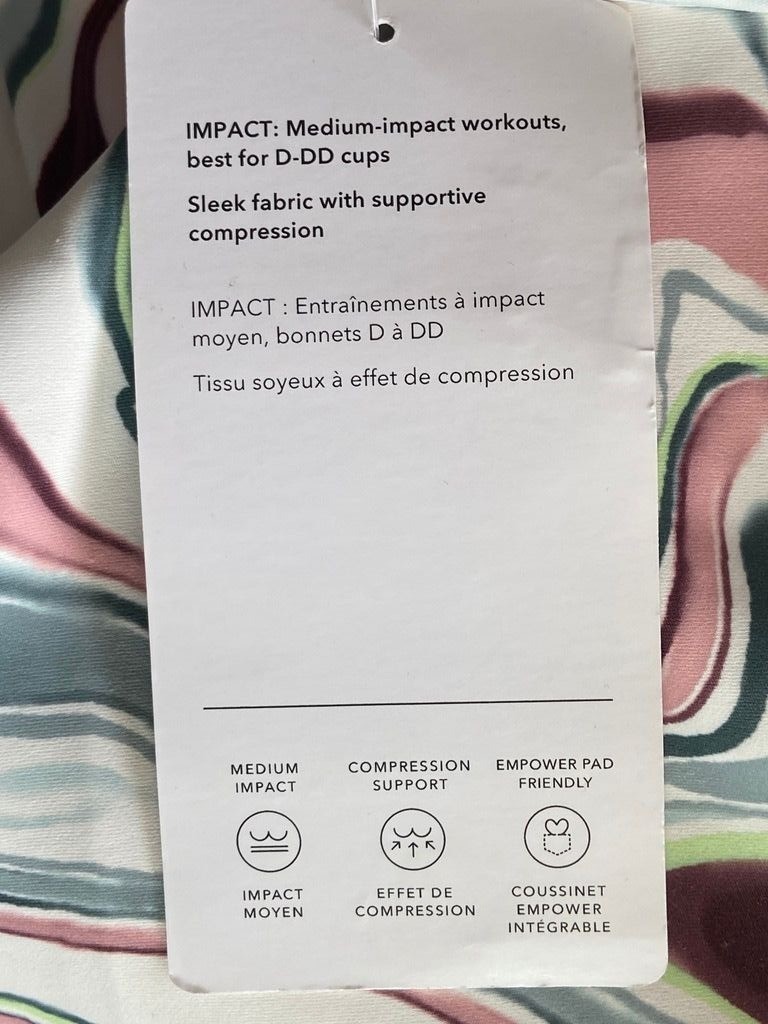 IMPACT: Medium-impact workouts,
best for D-DD cups
Sleek fabric with supportive
compression
IMPACT : Entraînements à impact
moyen, bonnets D à DD
Tissu soyeux à effet de compression
MEDIUM
IMPACT
COMPRESSION
SUPPORT
EMPOWER PAD
FRIENDLY
IMPACT
MOYEN
EFFET DE
COMPRESSION
COUSSINET
EMPOWER
INTÉGRABLE